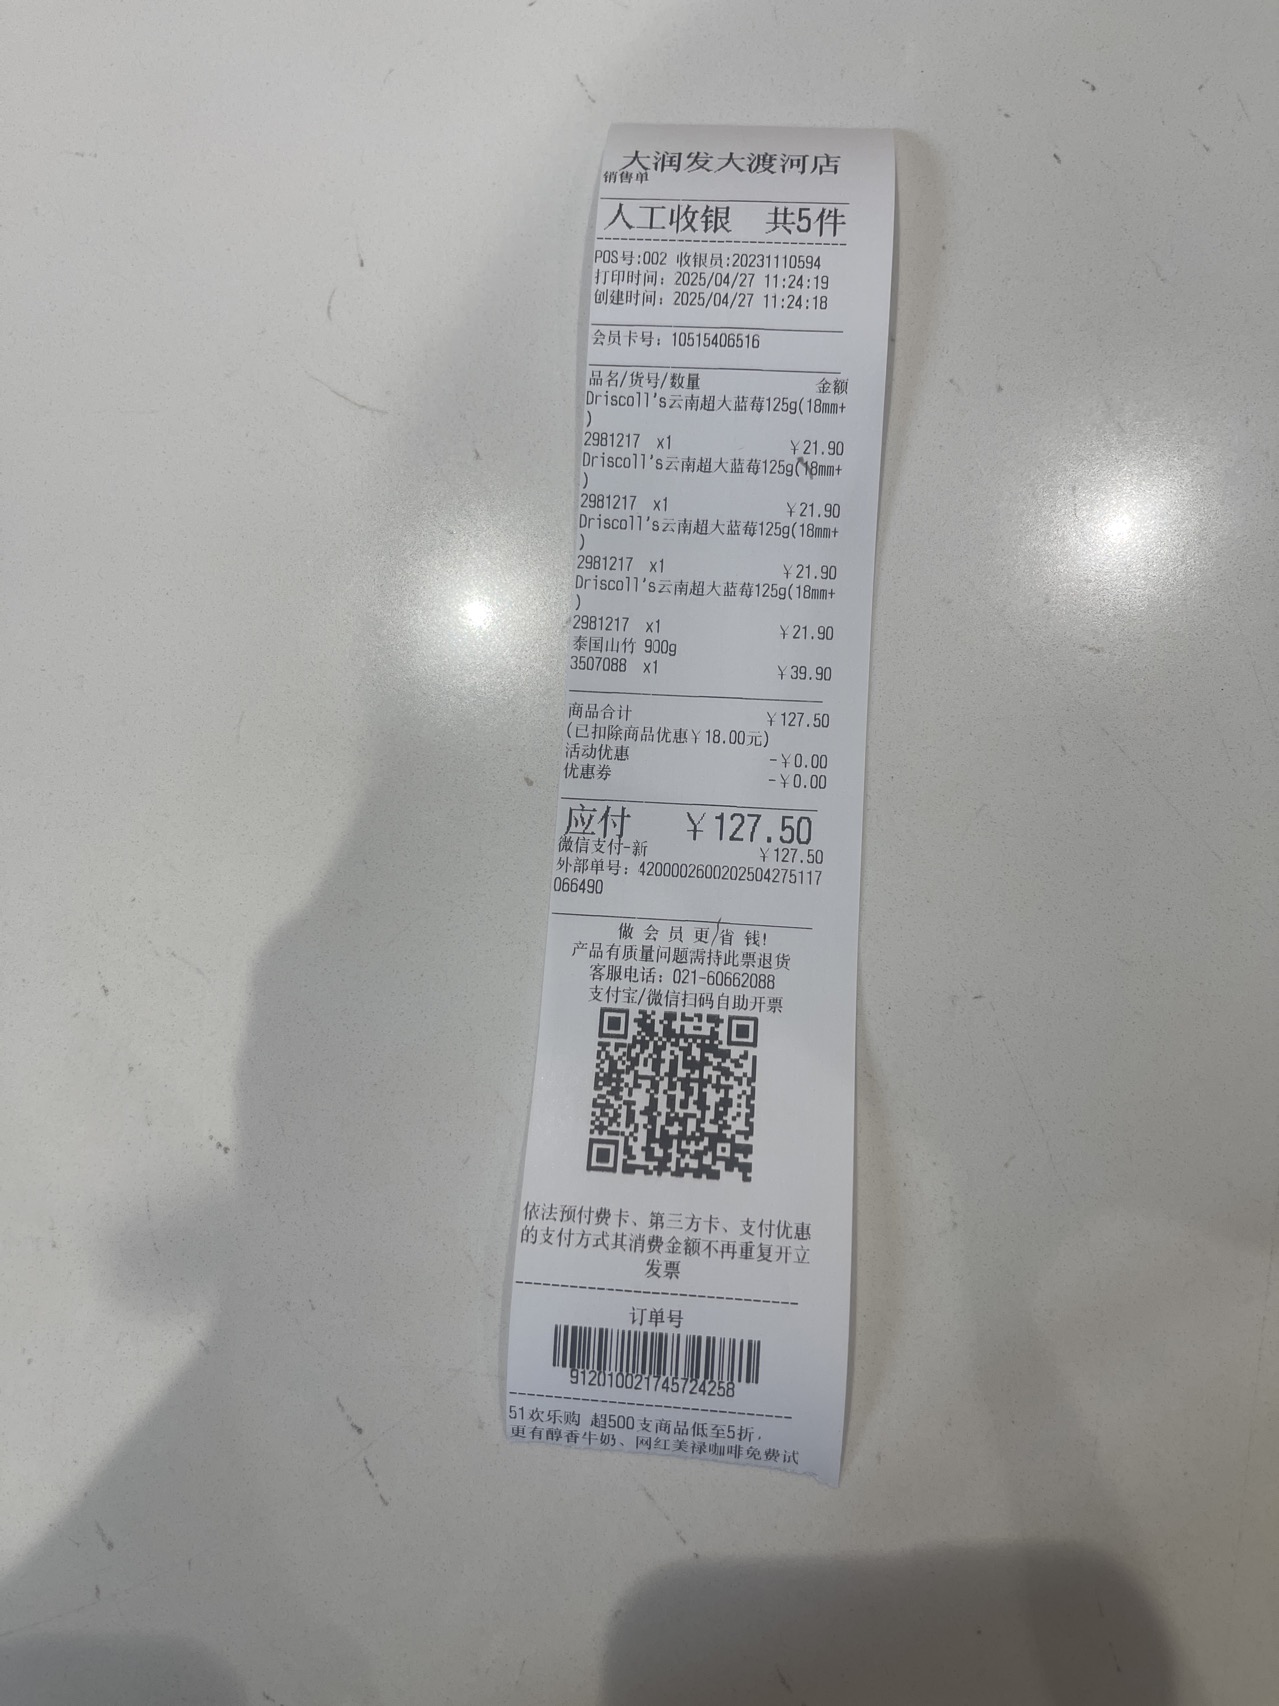 大润发大渡河店
销售单
人工收银 共5件
POS号:002 收银员:20231110594
打印时间：2025/04/27 11:24:19
创建时间：2025/04/27 11:24:18
会员卡号：10515406516
品名/货号/数量 金额
Driscoll's云南超大蓝莓125g(18mm+
)
2981217 x1 ￥21.90
Driscoll's云南超大蓝莓125g(18mm+
)
2981217 x1 ￥21.90
Driscoll's云南超大蓝莓125g(18mm+
)
2981217 x1 ￥21.90
Driscoll's云南超大蓝莓125g(18mm+
)
2981217 x1 ￥21.90
泰国山竹 900g
3507088 x1 ￥39.90
商品合计 ￥127.50
(已扣除商品优惠￥18.00元)
活动优惠 -￥0.00
优惠券 -￥0.00
应付 ￥127.50
微信支付-新 ￥127.50
外部单号：4200002600202504275117
066490
做 会 员 更 省 钱!
产品有质量问题需持此票退货
客服电话：021-60662088
支付宝/微信扫码自助开票
依法预付费卡、第三方卡、支付优惠
的支付方式其消费金额不再重复开立
发票
订单号
912010021745724258
51欢乐购 超500支商品低至5折，
更有醇香牛奶、网红美禄咖啡免费试